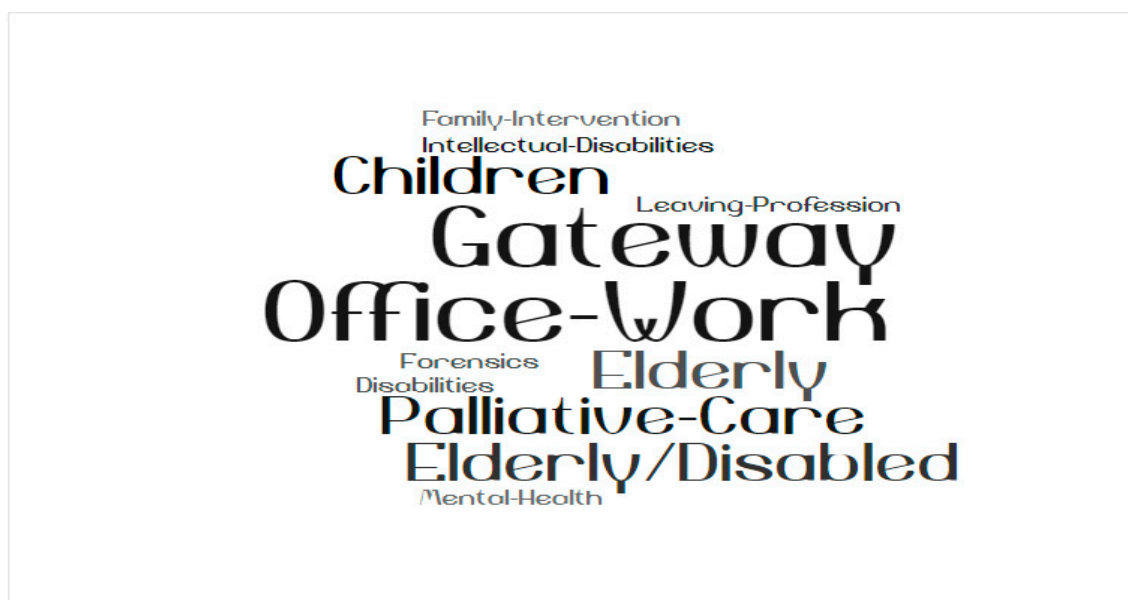 Family-Intervention
Intellectual-Disabilities
Children
Leaving-Profession
Gateway
Office-Work
Forensics
Elderly
Disabilities
Palliative-Care
Elderly/Disabled
Mental-Health